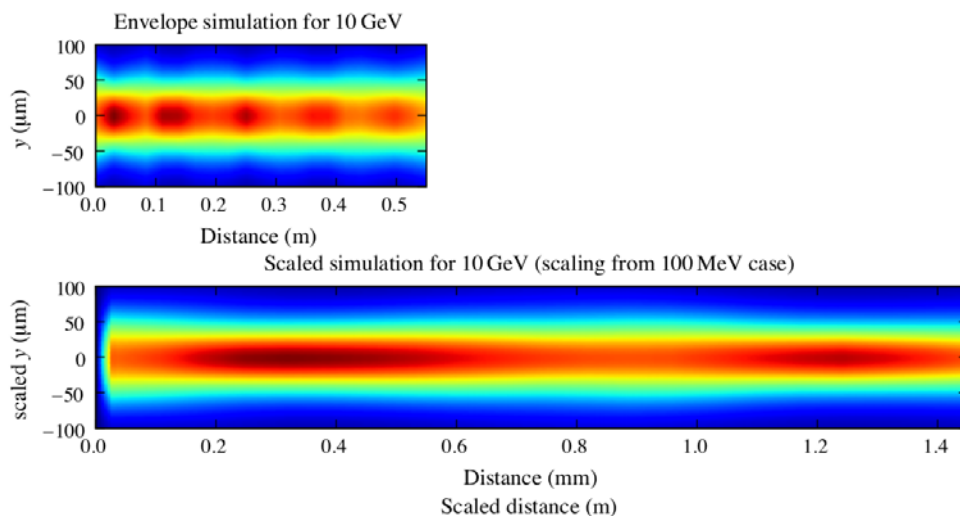 Envelope simulation for 10 GeV
100
50
0
−50
−100
y (μm)
0.0 0.1 0.2 0.3 0.4 0.5
Distance (m)
Scaled simulation for 10 GeV (scaling from 100 MeV case)
100
50
0
−50
−100
scaled y (μm)
0.0 0.2 0.4 0.6 0.8 1.0 1.2 1.4
Distance (mm)
Scaled distance (m)